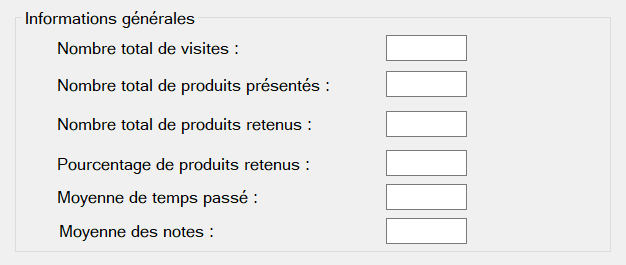 Informations générales
Nombre total de visites :
Nombre total de produits présentés :
Nombre total de produits retenus :
Pourcentage de produits retenus :
Moyenne de temps passé :
Moyenne des notes :